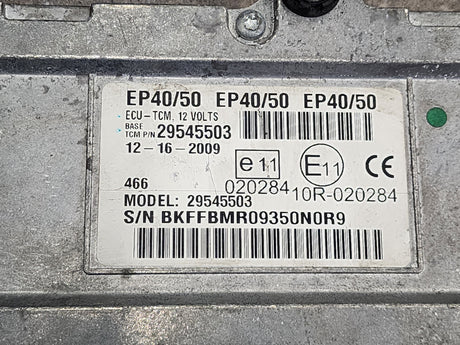 EP40/50 EP40/50 EP40/50
ECU-TCM, 12 VOLTS
BASE
TCM P/N 29545503
12-16-2009
e11 E11 CE
020284 10R-020284
466
MODEL: 29545503
S/N BKFFBMR09350N0R9